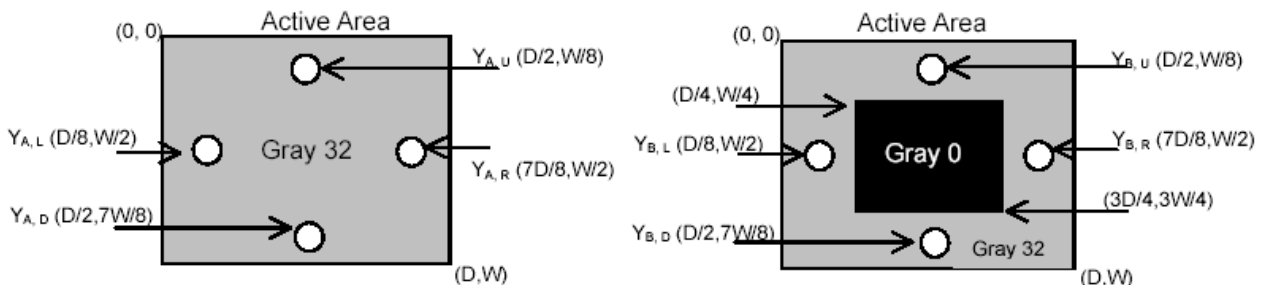 Active Area
(0, 0)
Y_A, U (D/2,W/8)
Y_A, L (D/8,W/2)
Gray 32
Y_A, R (7D/8,W/2)
Y_A, D (D/2,7W/8)
(D,W)
Active Area
(0, 0)
Y_B, U (D/2,W/8)
(D/4,W/4)
Y_B, L (D/8,W/2)
Gray 0
Y_B, R (7D/8,W/2)
(3D/4,3W/4)
Y_B, D (D/2,7W/8)
Gray 32
(D,W)